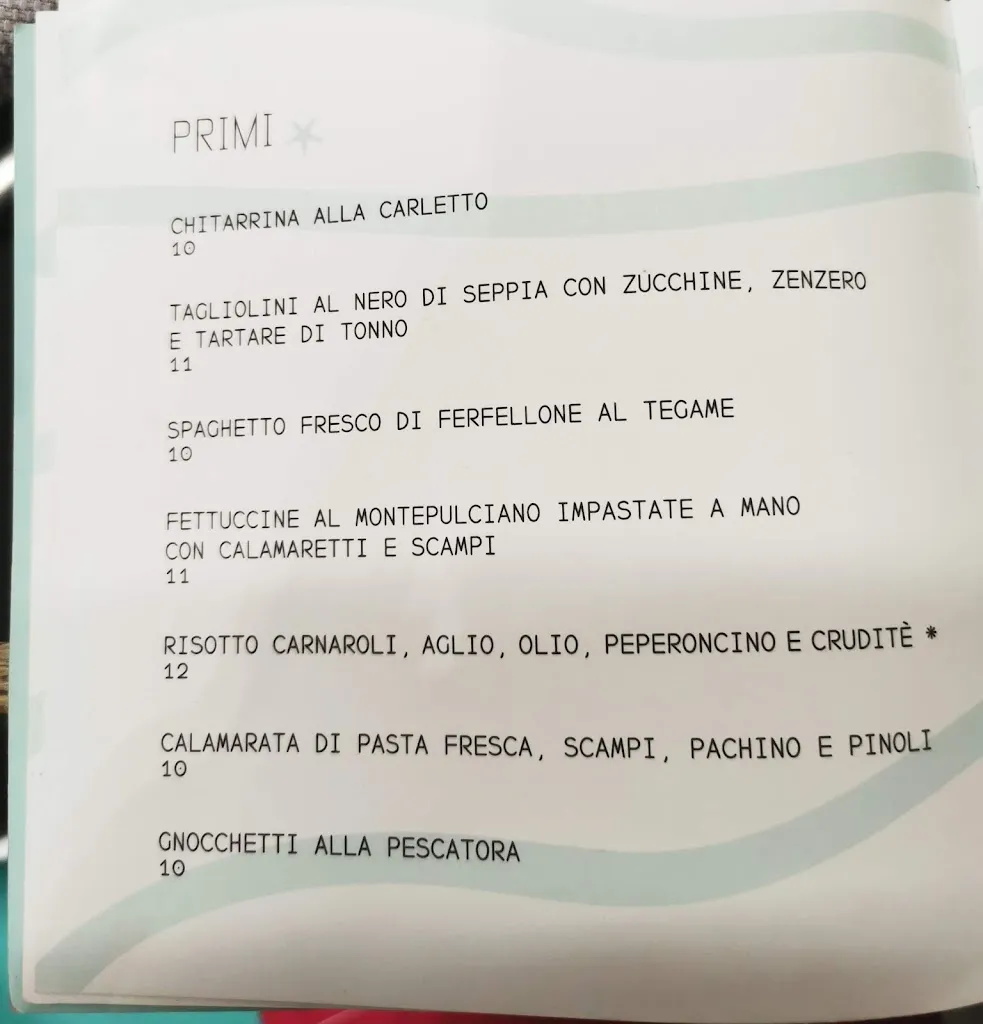 PRIMI
CHITARRINA ALLA CARLETTO
10
TAGLIOLINI AL NERO DI SEPPIA CON ZUCCHINE, ZENZERO
E TARTARE DI TONNO
11
SPAGHETTO FRESCO DI FERFELLONE AL TEGAME
10
FETTUCCINE AL MONTEPULCIANO IMPASTATE A MANO
CON CALAMARETTI E SCAMPI
11
RISOTTO CARNAROLI, AGLIO, OLIO, PEPERONCINO E CRUDITÈ *
12
CALAMARATA DI PASTA FRESCA, SCAMPI, PACHINO E PINOLI
10
GNOCCHETTI ALLA PESCATORA
10